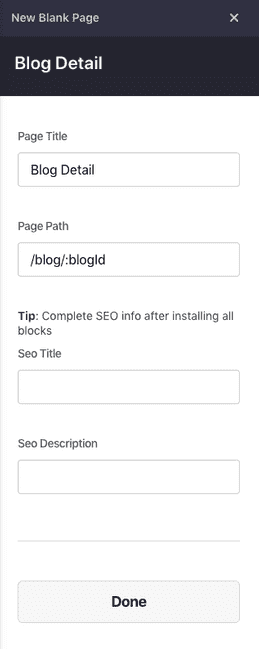 New Blank Page ×
Blog Detail
Page Title
Blog Detail
Page Path
/blog/:blogId
Tip: Complete SEO info after installing all
blocks
Seo Title
Seo Description
Done